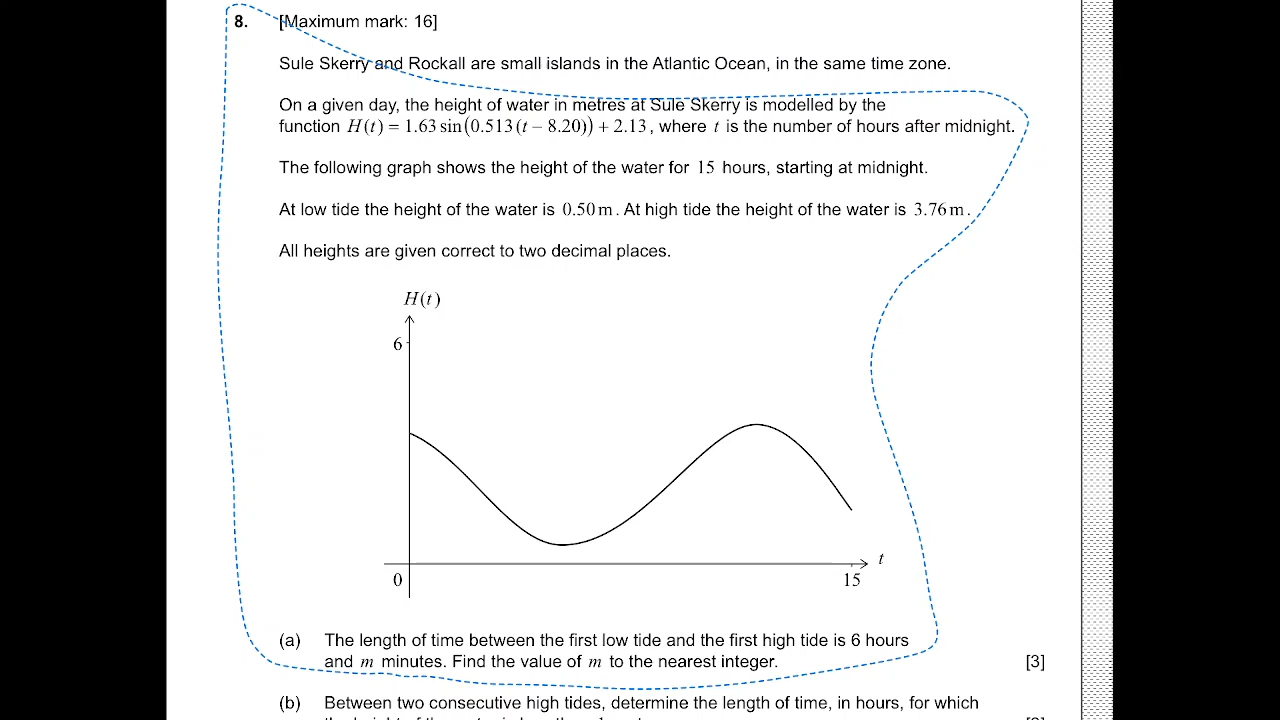 8. [Maximum mark: 16]
Sule Skerry and Rockall are small islands in the Atlantic Ocean, in the same time zone.
On a given day, the height of water in metres at Sule Skerry is modelled by the
function H(t) = 1.63 sin(0.513(t − 8.20)) + 2.13, where t is the number of hours after midnight.
The following graph shows the height of the water for 15 hours, starting at midnight.
At low tide the height of the water is 0.50 m. At high tide the height of the water is 3.76 m.
All heights are given correct to two decimal places.
H(t)
6
t
0 15
(a) The length of time between the first low tide and the first high tide is 6 hours
and m minutes. Find the value of m to the nearest integer. [3]
(b) Between two consecutive high tides, determine the length of time, in hours, for which